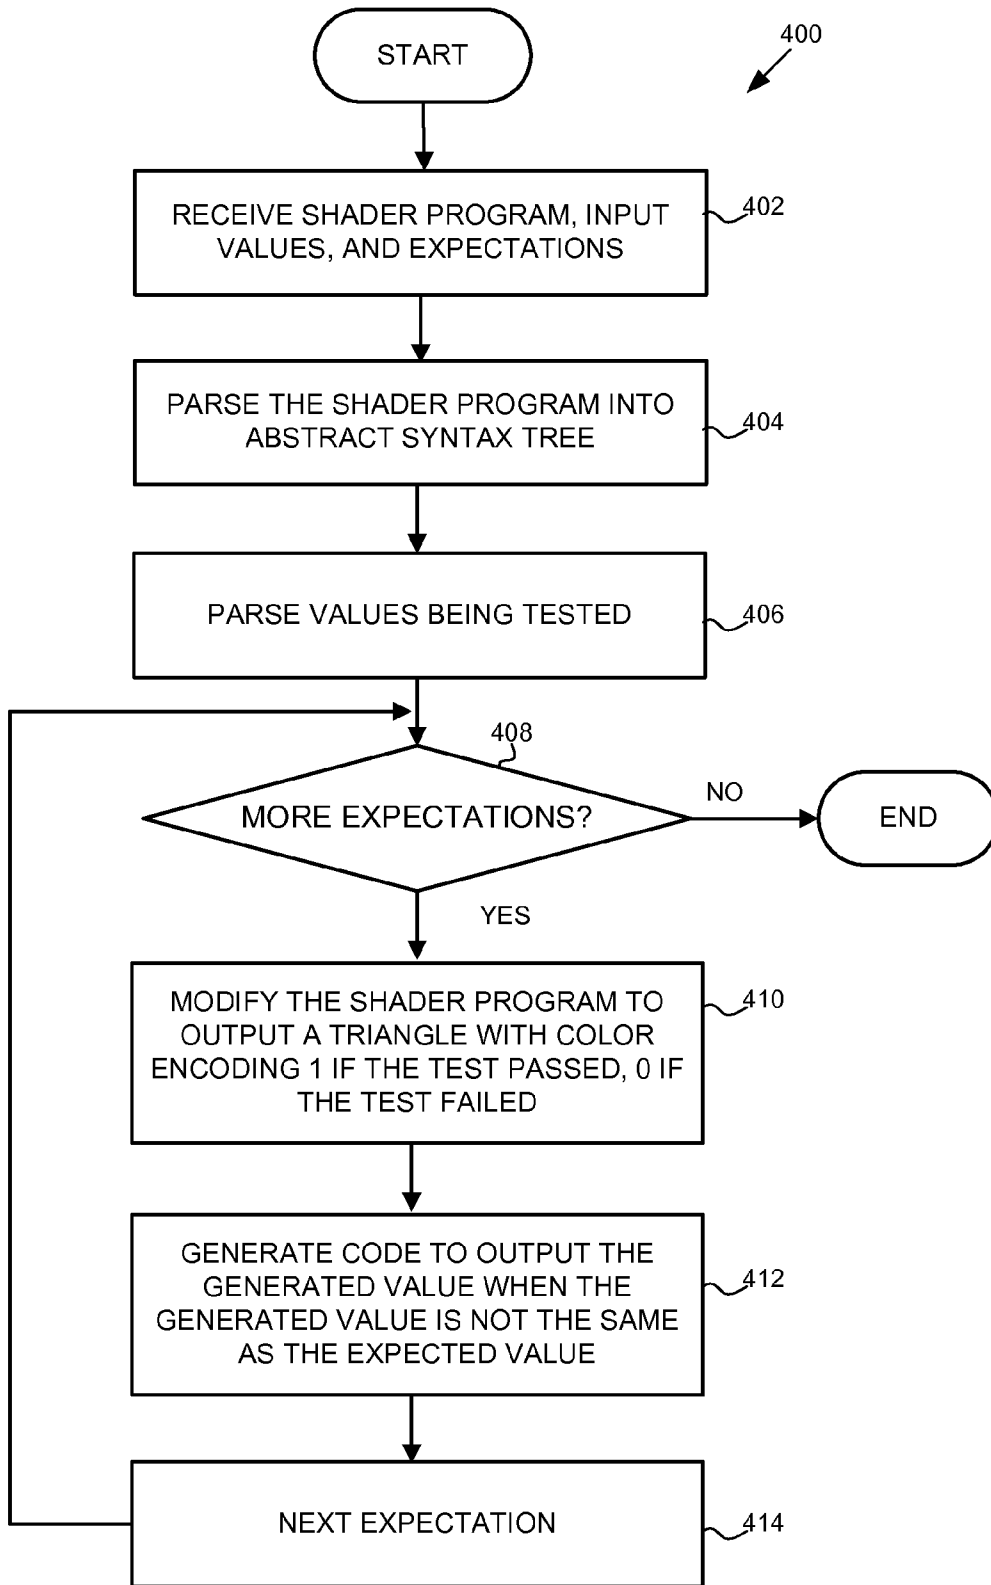 START
400
RECEIVE SHADER PROGRAM, INPUT
VALUES, AND EXPECTATIONS
402
PARSE THE SHADER PROGRAM INTO
ABSTRACT SYNTAX TREE
404
PARSE VALUES BEING TESTED
406
408
MORE EXPECTATIONS?
NO
END
YES
MODIFY THE SHADER PROGRAM TO
OUTPUT A TRIANGLE WITH COLOR
ENCODING 1 IF THE TEST PASSED, 0 IF
THE TEST FAILED
410
GENERATE CODE TO OUTPUT THE
GENERATED VALUE WHEN THE
GENERATED VALUE IS NOT THE SAME
AS THE EXPECTED VALUE
412
NEXT EXPECTATION
414